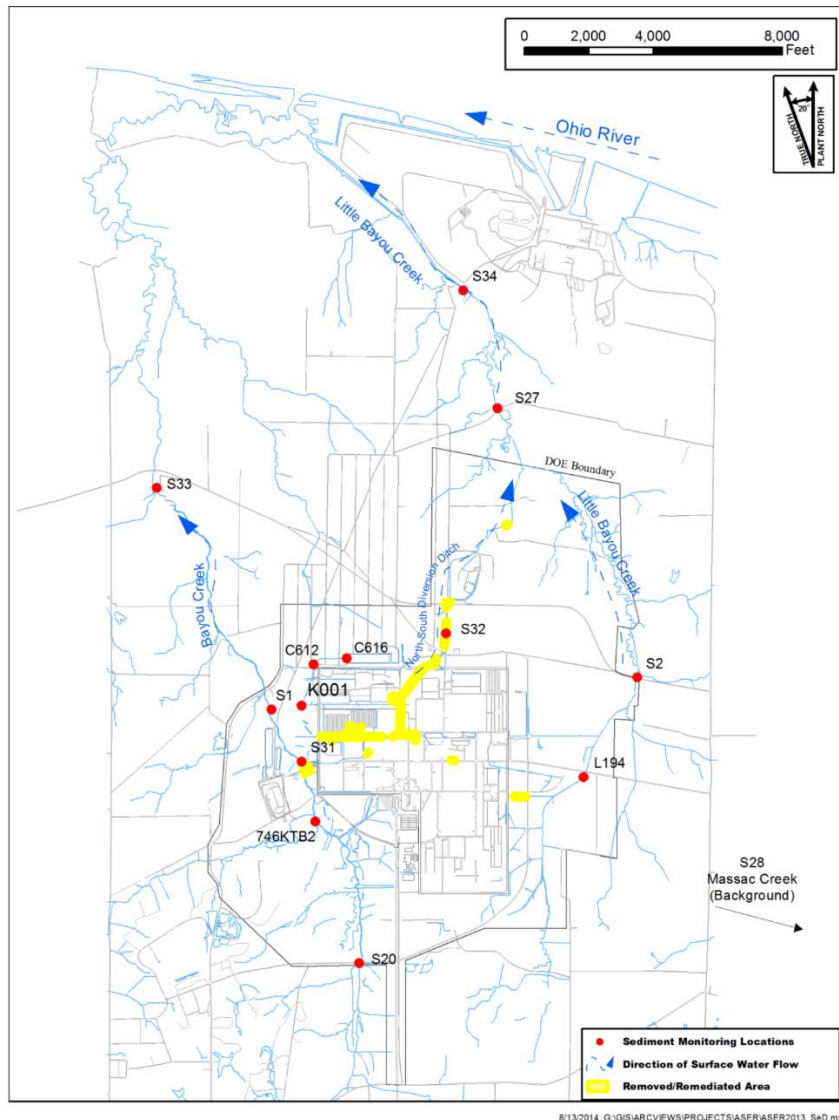 0 2,000 4,000 8,000
Feet
TRUE NORTH
20°
PLANT NORTH
Ohio River
Little Bayou Creek
S34
S27
DOE Boundary
S33
Little Bayou Creek
Bayou Creek
North-South Diversion Ditch
S32
C612
C616
S2
S1
K001
S31
L194
746KTB2
S28
Massac Creek
(Background)
S20
Sediment Monitoring Locations
Direction of Surface Water Flow
Removed/Remediated Area
8/13/2014 G:\GIS\ARCVIEWS\PROJECTS\ASER\ASER2013_SeD.m